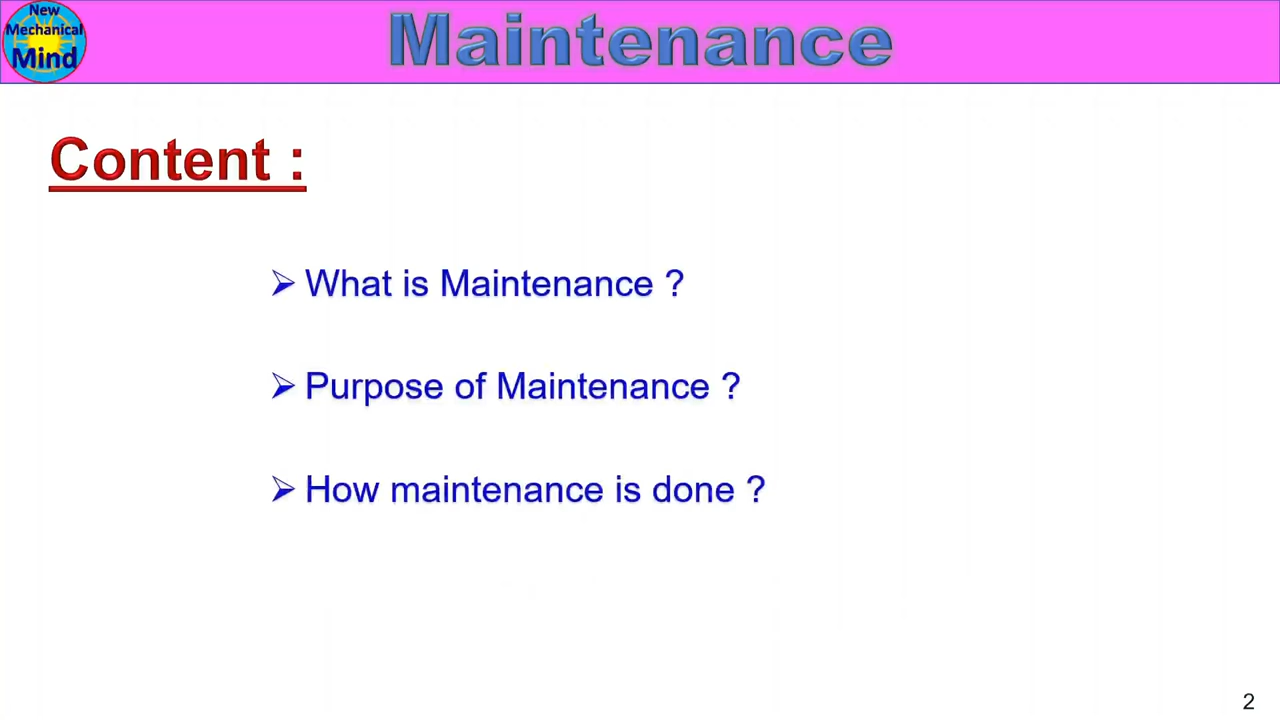 New
Mechanical
Mind
Maintenance
Content :
➢ What is Maintenance ?
➢ Purpose of Maintenance ?
➢ How maintenance is done ?
2